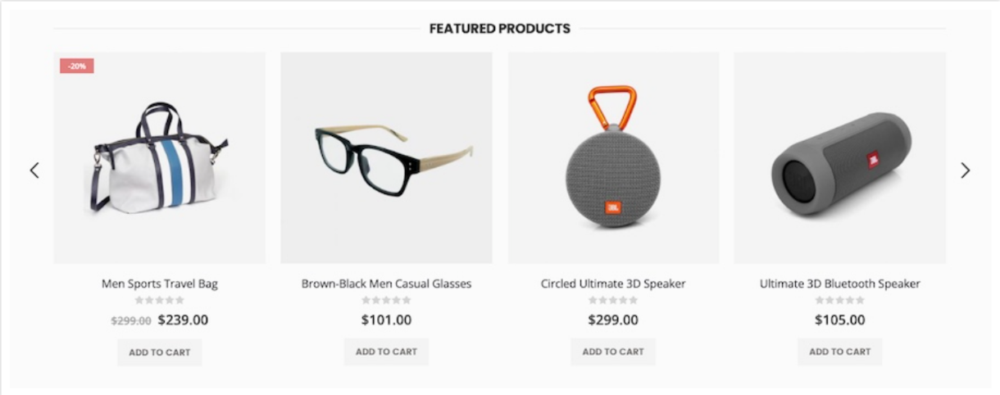 FEATURED PRODUCTS
-20%
JBL
JBL
Men Sports Travel Bag
Brown-Black Men Casual Glasses
Circled Ultimate 3D Speaker
Ultimate 3D Bluetooth Speaker
$299.00 $239.00
$101.00
$299.00
$105.00
ADD TO CART
ADD TO CART
ADD TO CART
ADD TO CART